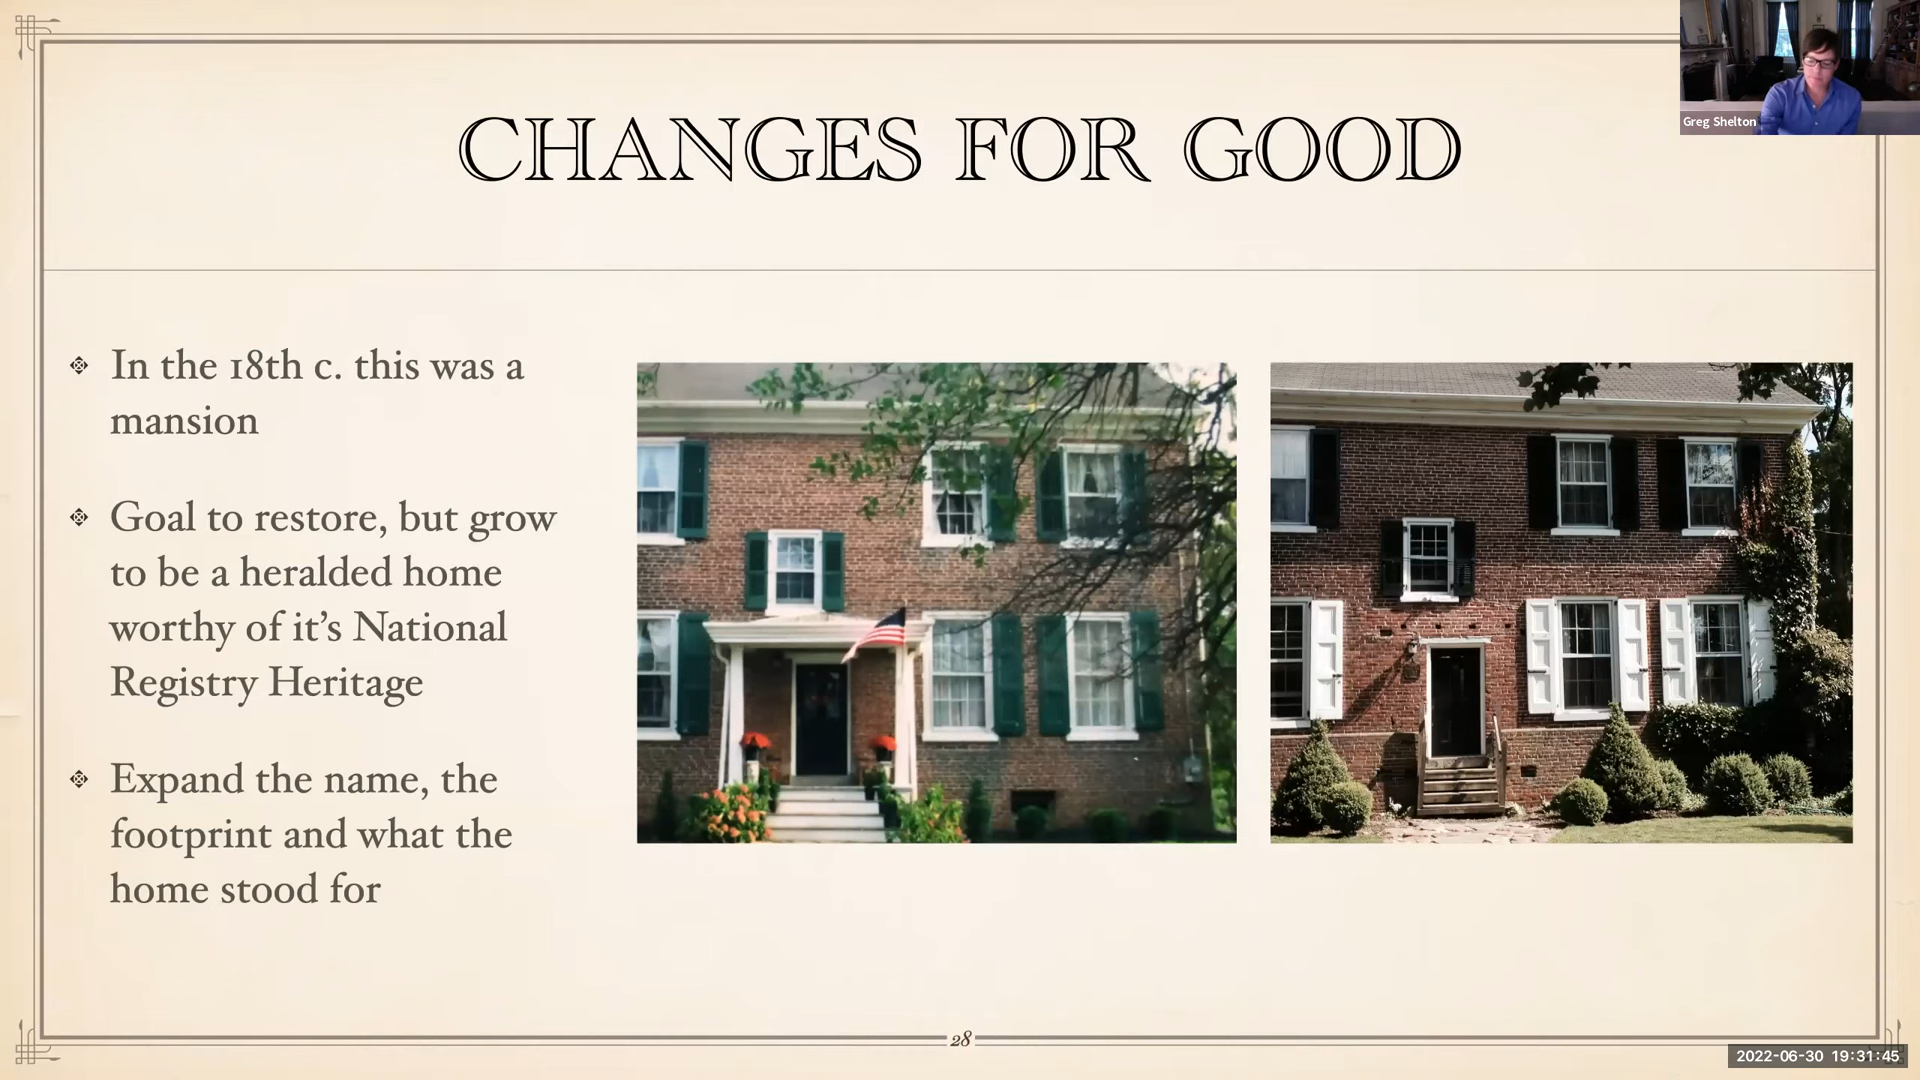 Greg Shelton
CHANGES FOR GOOD
In the 18th c. this was a
mansion
Goal to restore, but grow
to be a heralded home
worthy of it’s National
Registry Heritage
Expand the name, the
footprint and what the
home stood for
28
2022-06-30 19:31:45